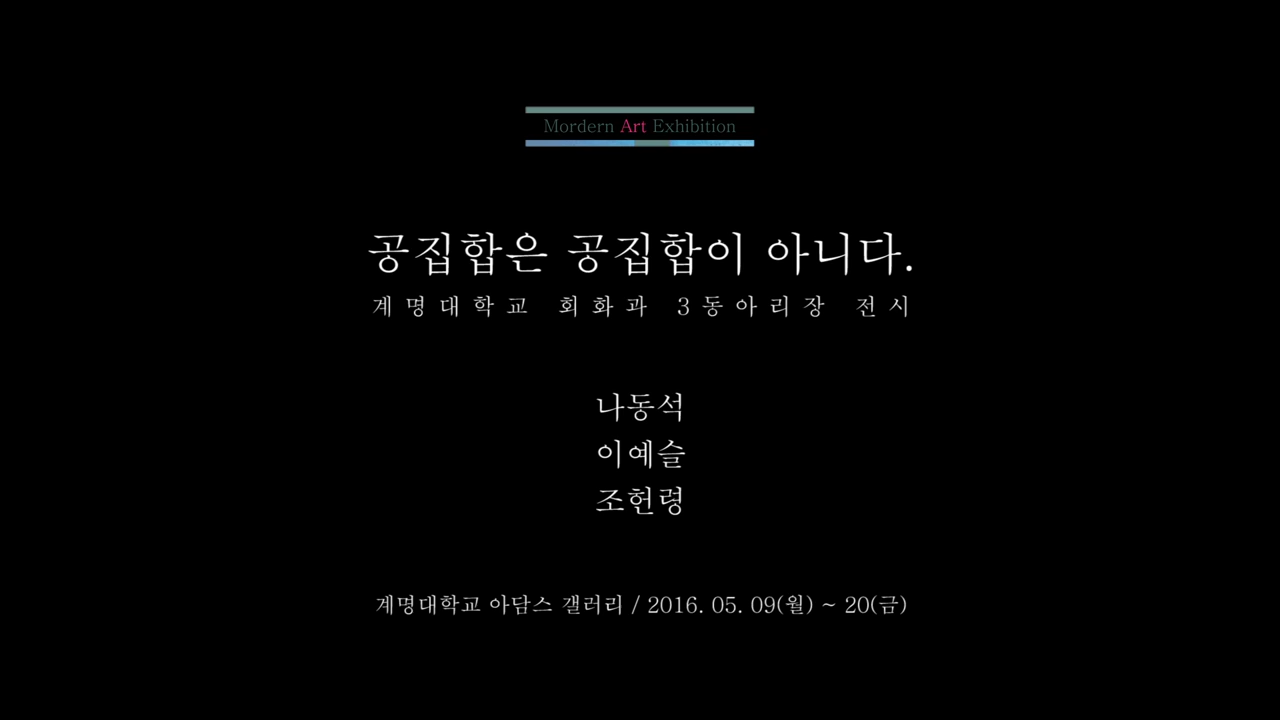 Mordern Art Exhibition
공집합은 공집합이 아니다.
계명대학교 회화과 3동아리장 전시
나동석
이예슬
조헌령
계명대학교 아담스 갤러리 / 2016. 05. 09(월) ~ 20(금)